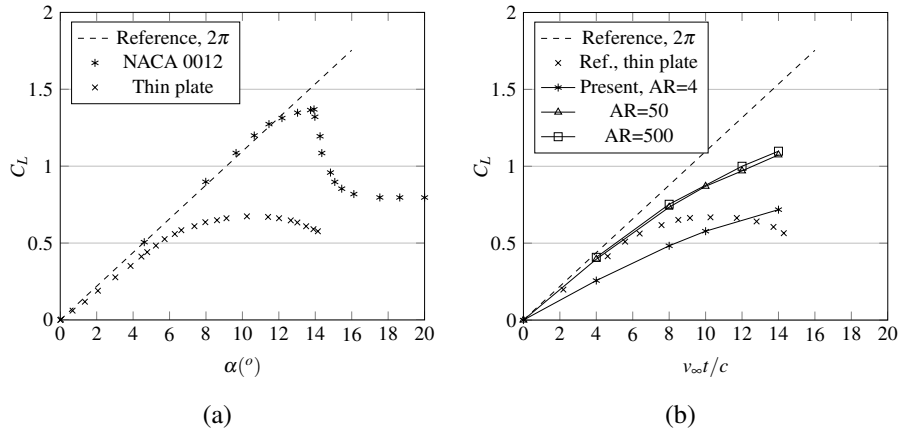 2
1.5
1
0.5
0
C_L
0 2 4 6 8 10 12 14 16 18 20
α(°)
Reference, 2π
NACA 0012
Thin plate
(a)
2
1.5
1
0.5
0
C_L
0 2 4 6 8 10 12 14 16 18 20
v∞t/c
Reference, 2π
Ref., thin plate
Present, AR=4
AR=50
AR=500
(b)